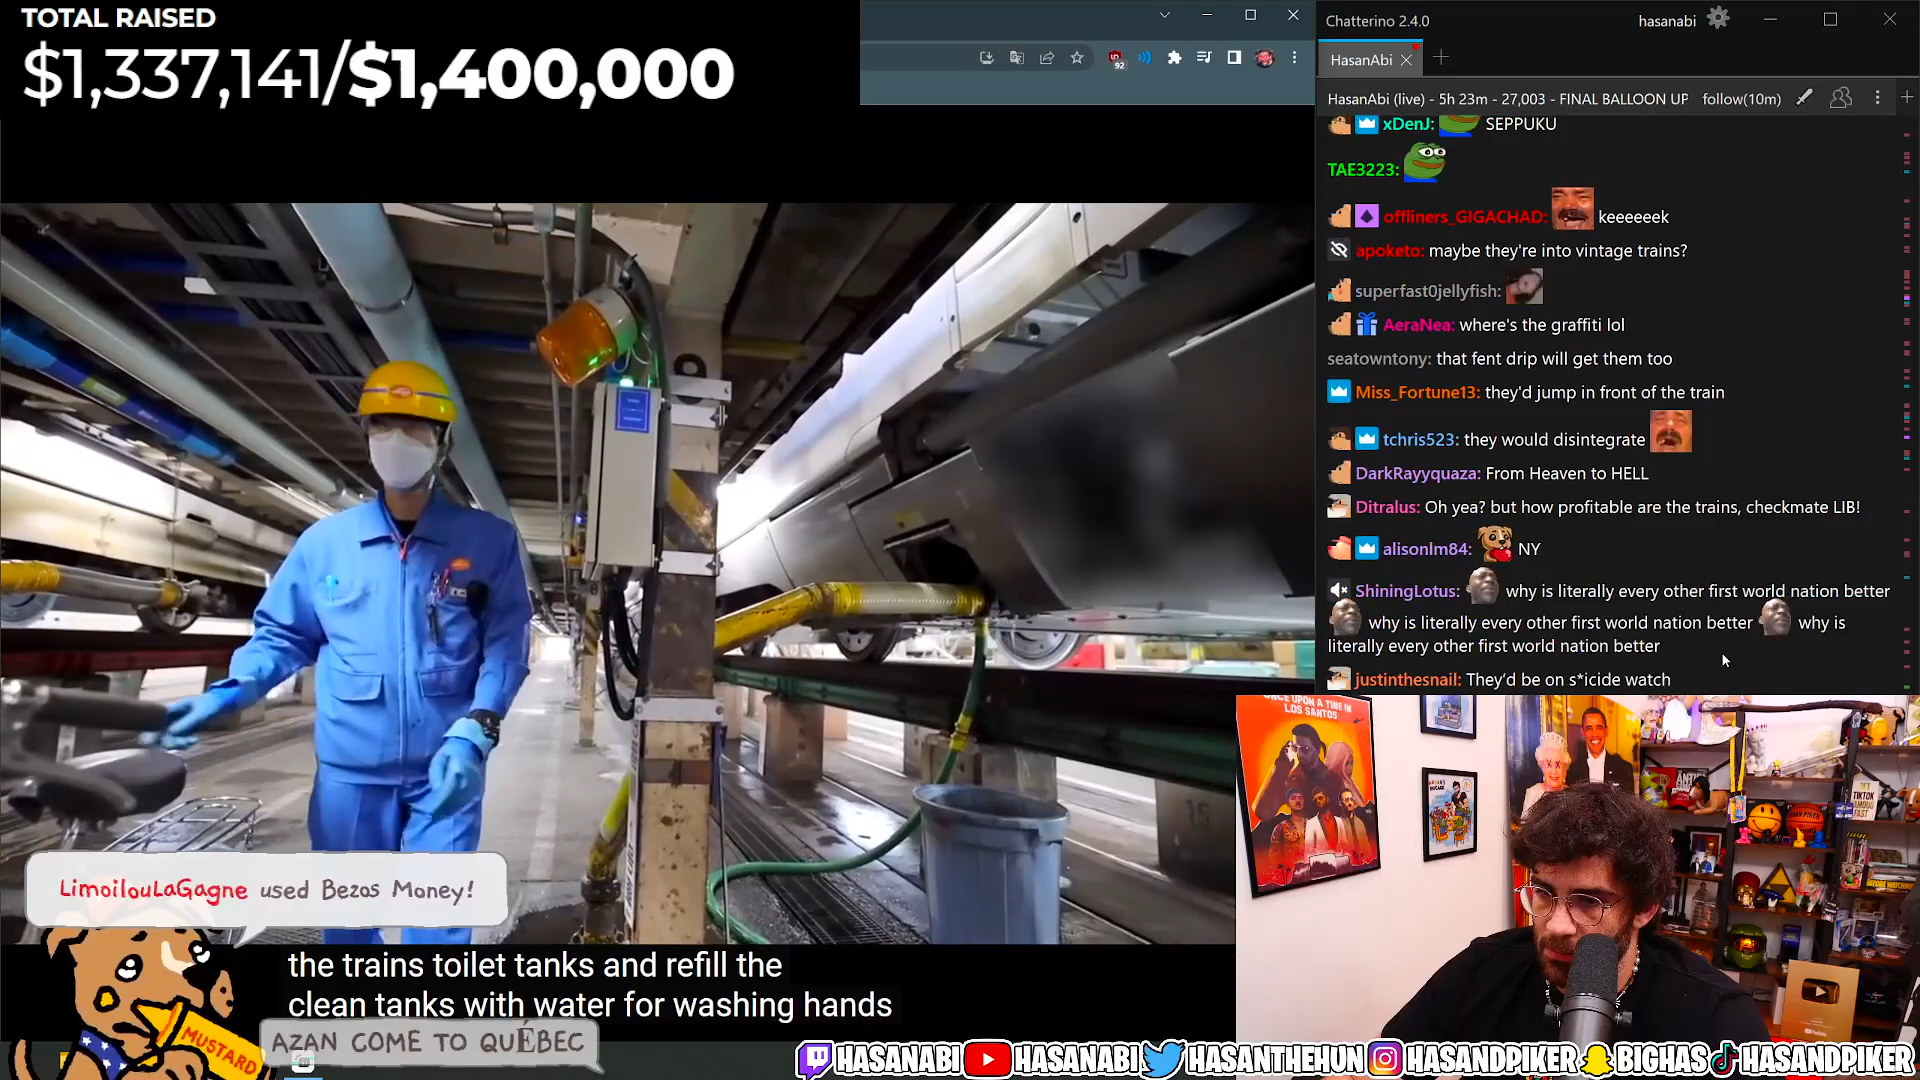 TOTAL RAISED
$1,337,141/$1,400,000
92
Chatterino 2.4.0
hasanabi
HasanAbi
HasanAbi (live) - 5h 23m - 27,003 - FINAL BALLOON UP
follow(10m)
xDenJ: SEPPUKU
TAE3223:
offliners_GIGACHAD: keeeeeek
apoketo: maybe they're into vintage trains?
superfast0jellyfish:
AeraNea: where's the graffiti lol
seatowntony: that fent drip will get them too
Miss_Fortune13: they'd jump in front of the train
tchris523: they would disintegrate
DarkRayyquaza: From Heaven to HELL
Ditralus: Oh yea? but how profitable are the trains, checkmate LIB!
alisonlm84: NY
ShiningLotus: why is literally every other first world nation better
why is literally every other first world nation better why is
literally every other first world nation better
justinthesnail: They'd be on s*icide watch
ONCE UPON A TIME IN
LOS SANTOS
LimoilouLaGagne used Bezos Money!
the trains toilet tanks and refill the
clean tanks with water for washing hands
AZAN COME TO QUÉBEC
MUSTARD
HASANABI HASANABI HASANTHEHUN HASANDPIKER BIGHAS HASANDPIKER